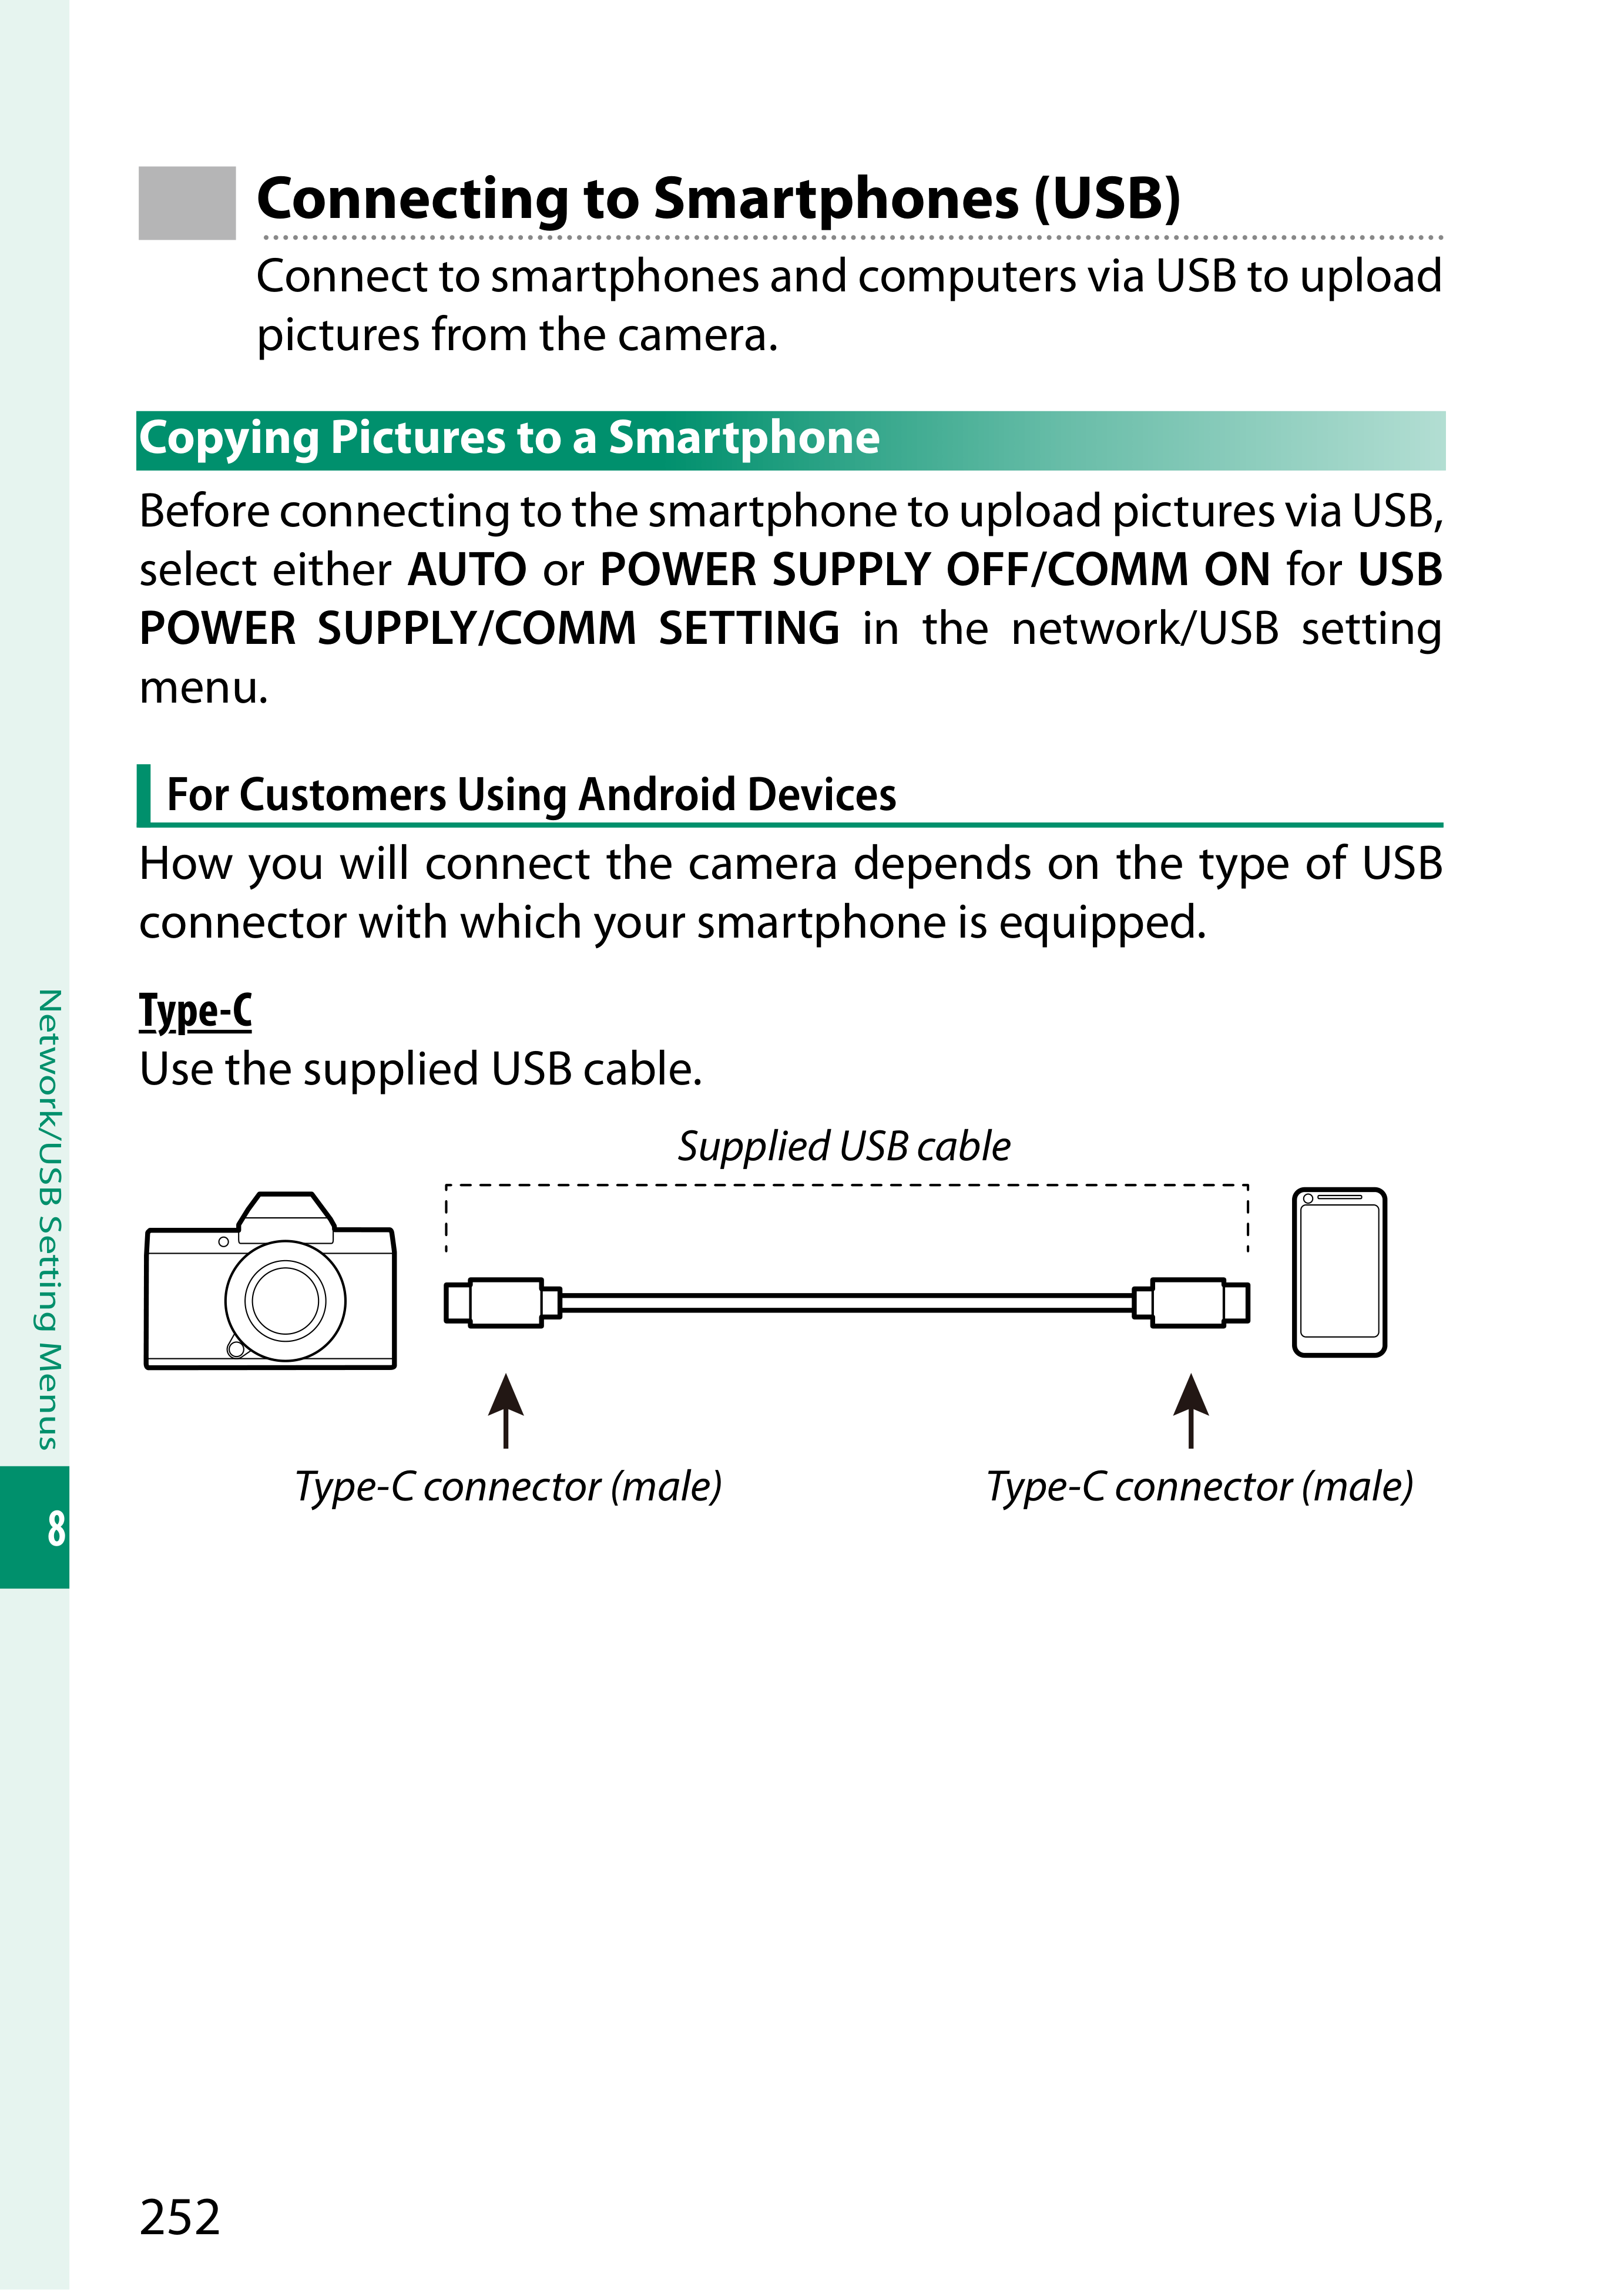 Connecting to Smartphones (USB)
Connect to smartphones and computers via USB to upload
pictures from the camera.
Copying Pictures to a Smartphone
Before connecting to the smartphone to upload pictures via USB,
select either AUTO or POWER SUPPLY OFF/COMM ON for USB
POWER SUPPLY/COMM SETTING in the network/USB setting
menu.
For Customers Using Android Devices
How you will connect the camera depends on the type of USB
connector with which your smartphone is equipped.
Type-C
Use the supplied USB cable.
Supplied USB cable
Type-C connector (male)
Type-C connector (male)
Network/USB Setting Menus
8
252